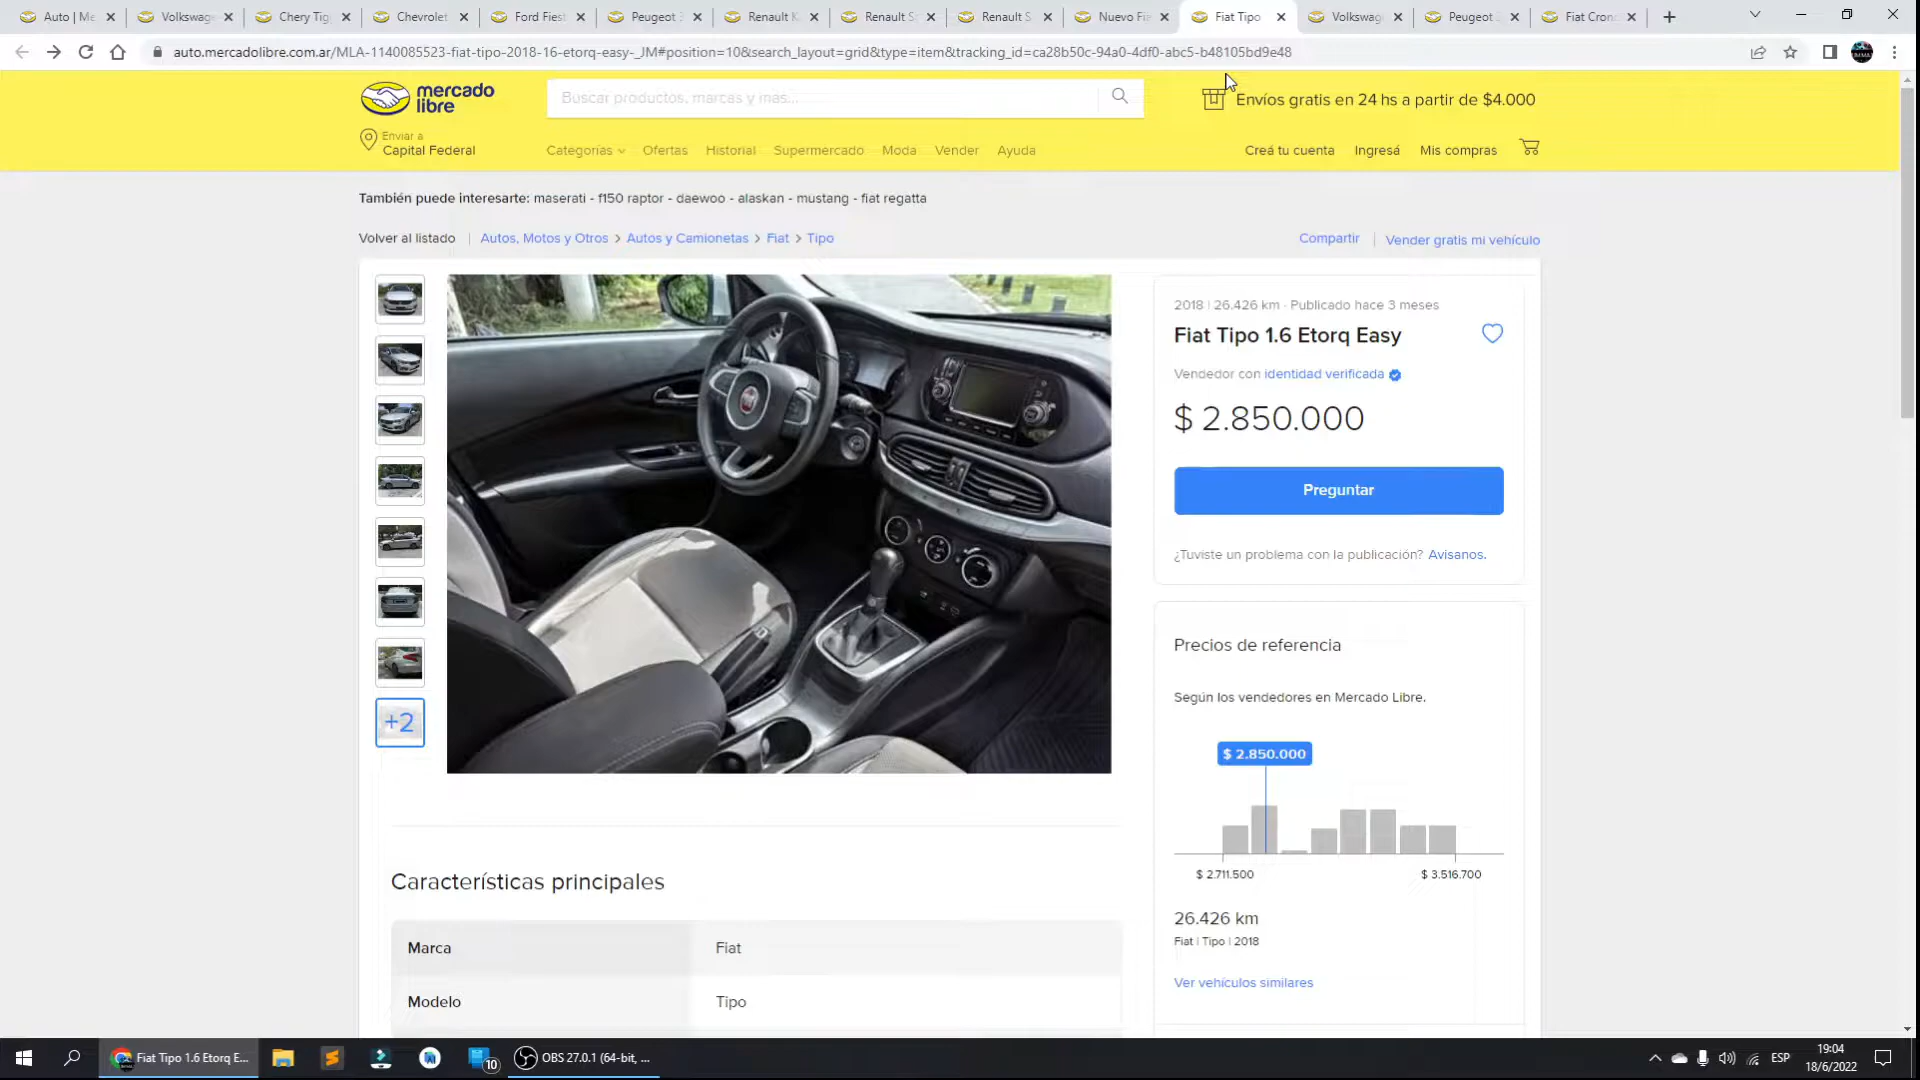 Auto | Me
Volkswage
Chery Tig
Chevrolet
Ford Fiest
Peugeot 3
Renault K
Renault S
Renault S
Nuevo Fia
Fiat Tipo
Volkswag
Peugeot 2
Fiat Crono
auto.mercadolibre.com.ar/MLA-1140085523-fiat-tipo-2018-16-etorq-easy-_JM#position=10&search_layout=grid&type=item&tracking_id=ca28b50c-94a0-4df0-abc5-b48105bd9e48
mercado
libre
Buscar productos, marcas y más...
Envíos gratis en 24 hs a partir de $4.000
Enviar a
Capital Federal
Categorías
Ofertas
Historial
Supermercado
Moda
Vender
Ayuda
Creá tu cuenta
Ingresá
Mis compras
También puede interesarte: maserati - f150 raptor - daewoo - alaskan - mustang - fiat regatta
Volver al listado
Autos, Motos y Otros > Autos y Camionetas > Fiat > Tipo
Compartir
Vender gratis mi vehículo
2018 | 26.426 km · Publicado hace 3 meses
Fiat Tipo 1.6 Etorq Easy
Vendedor con identidad verificada
$ 2.850.000
Preguntar
¿Tuviste un problema con la publicación? Avisanos.
+2
Precios de referencia
Según los vendedores en Mercado Libre.
$ 2.850.000
$ 2.711.500
$ 3.516.700
26.426 km
Fiat | Tipo | 2018
Ver vehículos similares
Características principales
Marca
Fiat
Modelo
Tipo
Fiat Tipo 1.6 Etorq E...
10
OBS 27.0.1 (64-bit, ...
ESP
19:04
18/6/2022